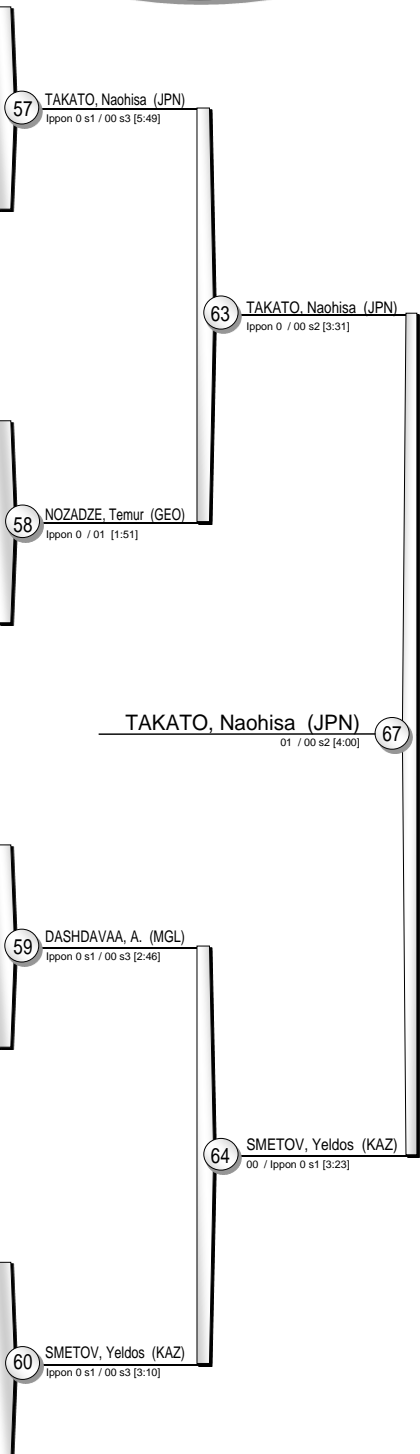 57 TAKATO, Naohisa (JPN)
Ippon 0 s1 / 00 s3 [5:49]
63 TAKATO, Naohisa (JPN)
Ippon 0 / 00 s2 [3:31]
58 NOZADZE, Temur (GEO)
Ippon 0 / 01 [1:51]
TAKATO, Naohisa (JPN) 67
01 / 00 s2 [4:00]
59 DASHDAVAA, A. (MGL)
Ippon 0 s1 / 00 s3 [2:46]
64 SMETOV, Yeldos (KAZ)
00 / Ippon 0 s1 [3:23]
60 SMETOV, Yeldos (KAZ)
Ippon 0 s1 / 00 s3 [3:10]